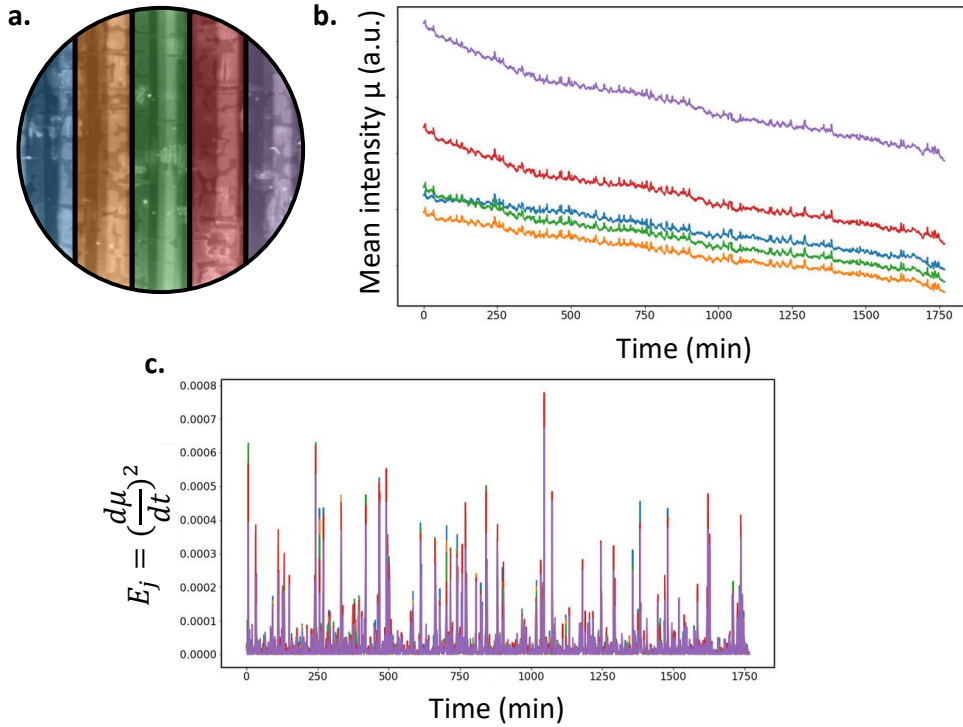 a.
b.
Mean intensity μ (a.u.)
0 250 500 750 1000 1250 1500 1750
Time (min)
c.
E_j = (dμ/dt)^2
0.0008
0.0007
0.0006
0.0005
0.0004
0.0003
0.0002
0.0001
0.0000
0 250 500 750 1000 1250 1500 1750
Time (min)